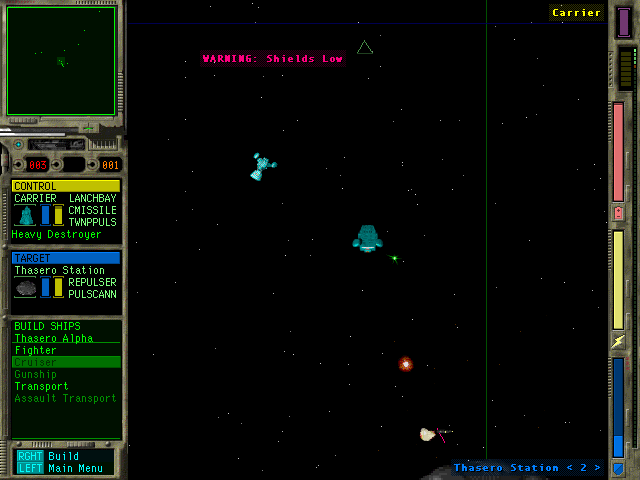 Carrier
WARNING: Shields Low
003 001
CONTROL
CARRIER LANCHBAY
CMISSILE
TWNPPULS
Heavy Destroyer
TARGET
Thasero Station
REPULSER
PULSCANN
BUILD SHIPS
Thasero Alpha
Fighter
Cruiser
Gunship
Transport
Assault Transport
RGHT Build
LEFT Main Menu
Thasero Station < 2 >